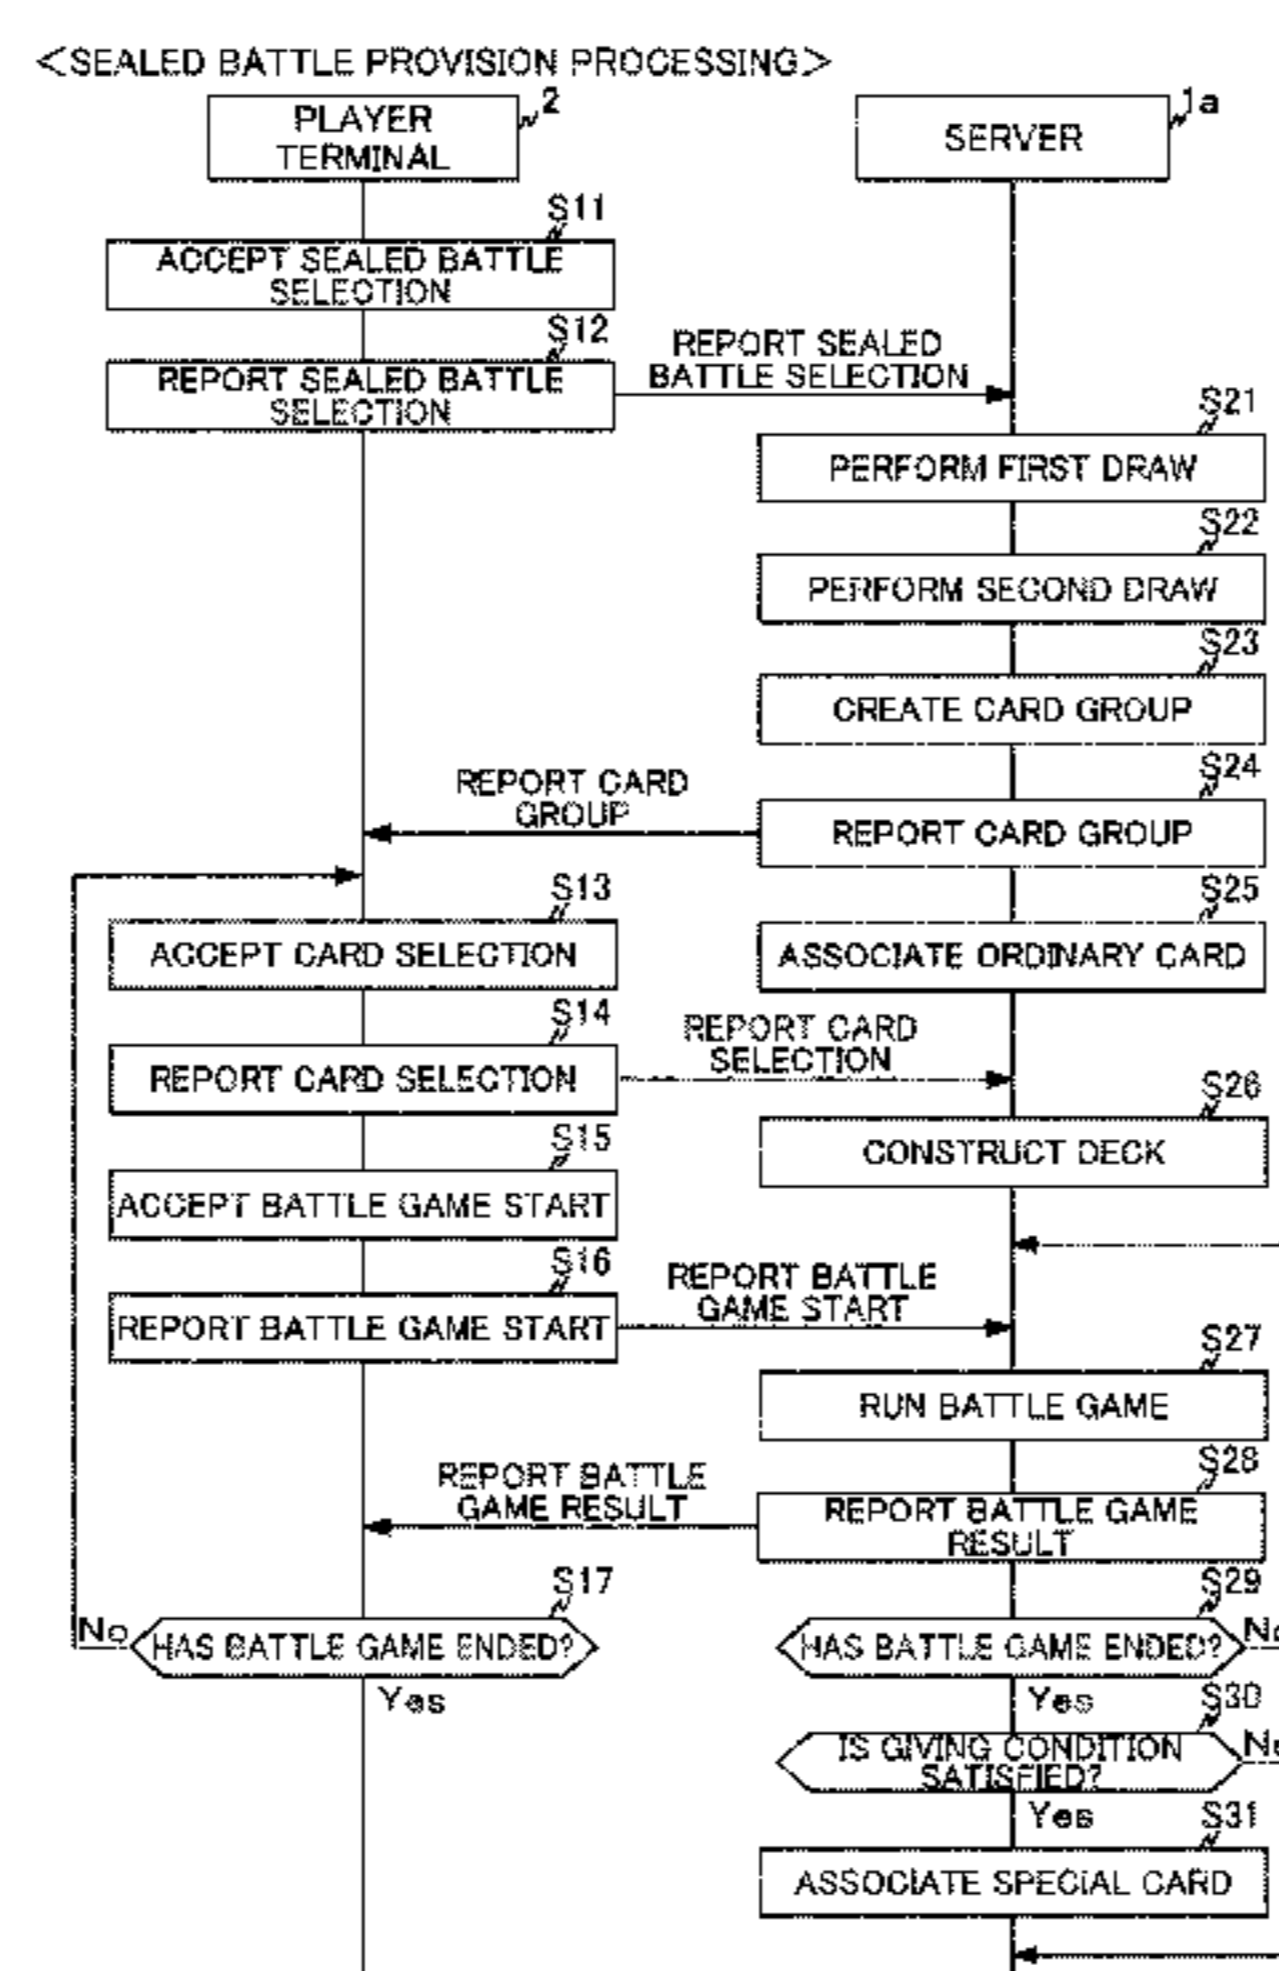 <SEALED BATTLE PROVISION PROCESSING>
2
PLAYER
TERMINAL
1a
SERVER
S11
ACCEPT SEALED BATTLE
SELECTION
S12
REPORT SEALED BATTLE
SELECTION
REPORT SEALED
BATTLE SELECTION
S21
PERFORM FIRST DRAW
S22
PERFORM SECOND DRAW
S23
CREATE CARD GROUP
S24
REPORT CARD GROUP
REPORT CARD
GROUP
S13
ACCEPT CARD SELECTION
S25
ASSOCIATE ORDINARY CARD
S14
REPORT CARD SELECTION
REPORT CARD
SELECTION
S26
CONSTRUCT DECK
S15
ACCEPT BATTLE GAME START
S16
REPORT BATTLE GAME START
REPORT BATTLE
GAME START
S27
RUN BATTLE GAME
S28
REPORT BATTLE GAME
RESULT
REPORT BATTLE
GAME RESULT
S17
No
HAS BATTLE GAME ENDED?
Yes
S29
HAS BATTLE GAME ENDED?
No
Yes
S30
IS GIVING CONDITION
SATISFIED?
No
Yes
S31
ASSOCIATE SPECIAL CARD